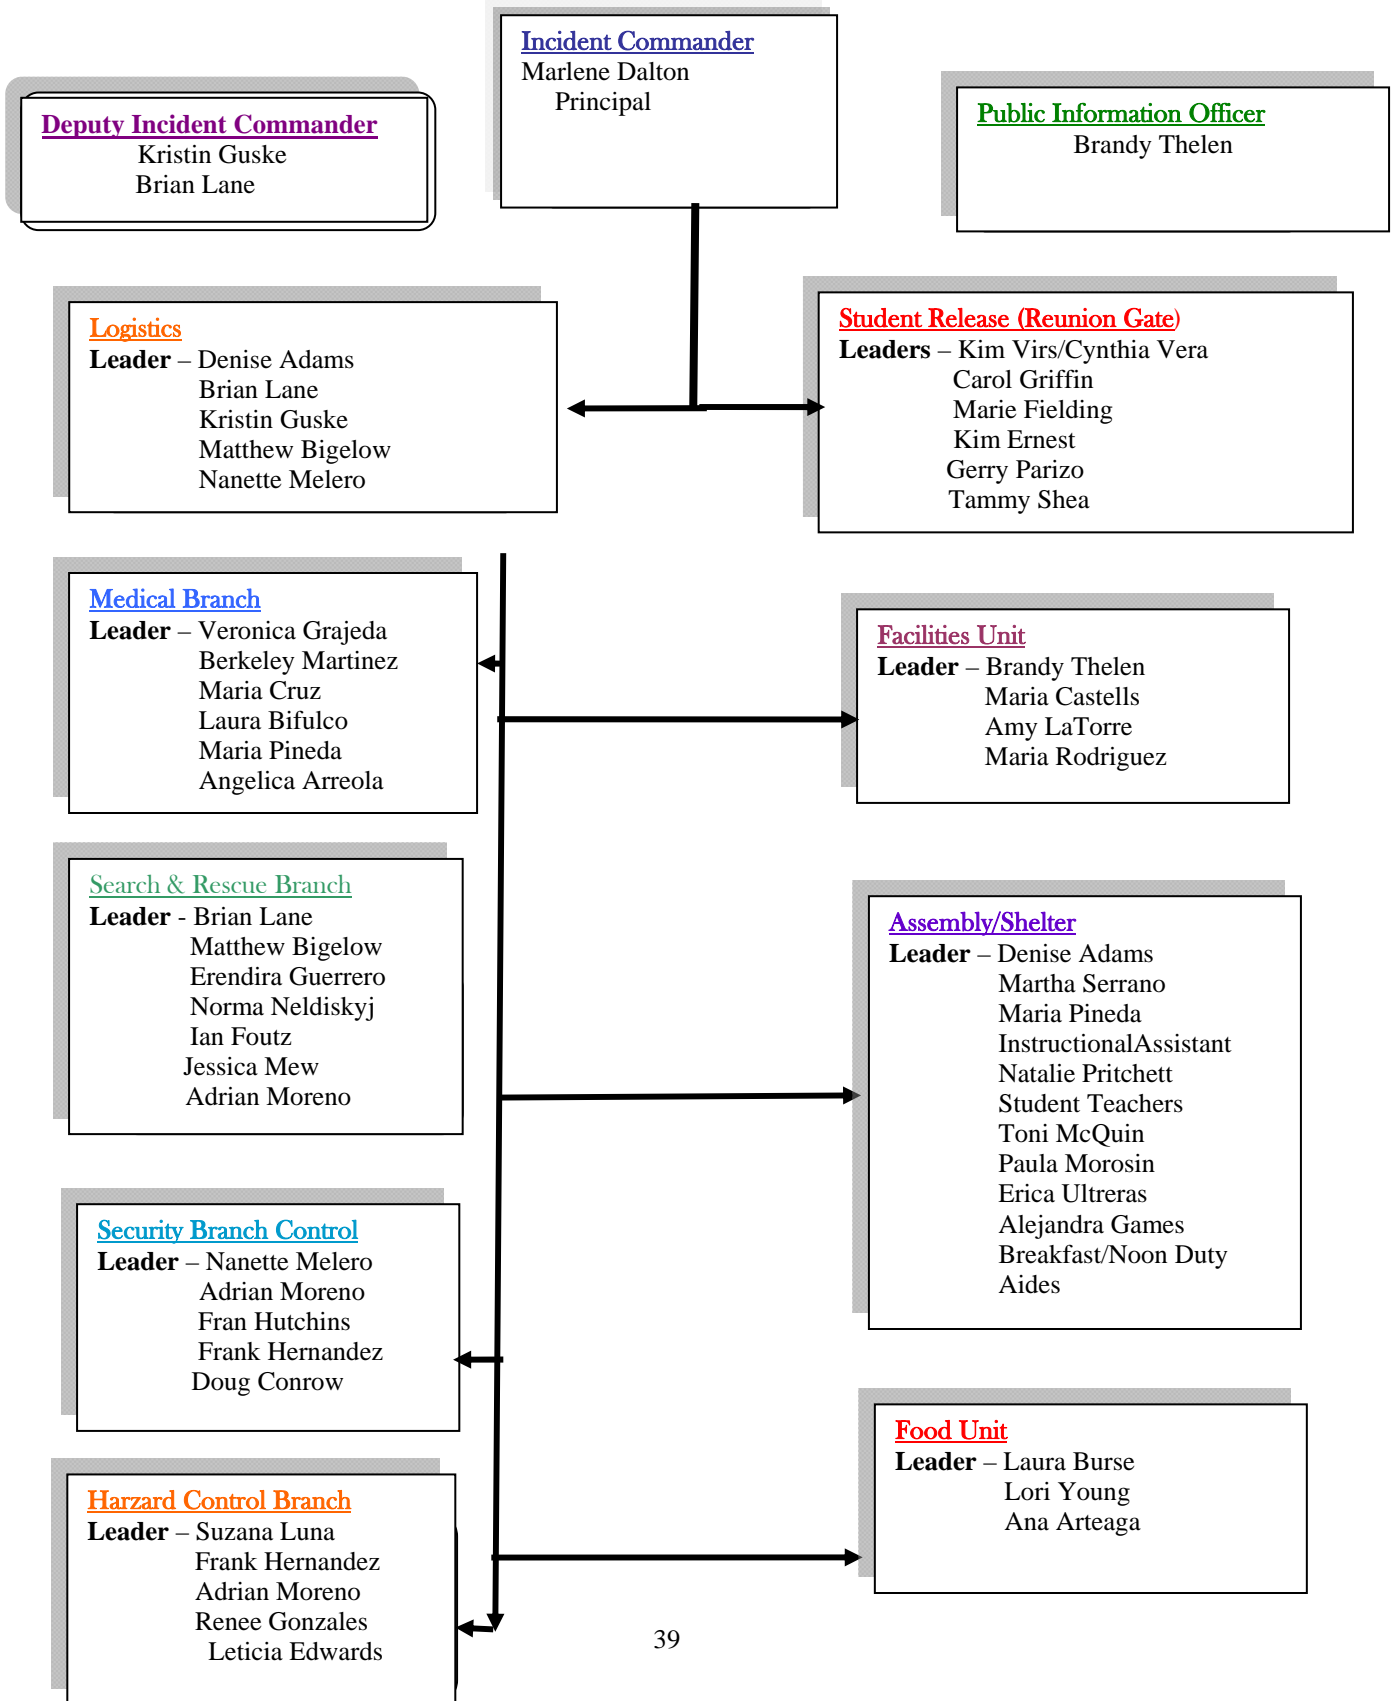 Incident Commander
Marlene Dalton
Principal
Deputy Incident Commander
Kristin Guske
Brian Lane
Public Information Officer
Brandy Thelen
Logistics
Leader – Denise Adams
Brian Lane
Kristin Guske
Matthew Bigelow
Nanette Melero
Student Release (Reunion Gate)
Leaders – Kim Virs/Cynthia Vera
Carol Griffin
Marie Fielding
Kim Ernest
Gerry Parizo
Tammy Shea
Medical Branch
Leader – Veronica Grajeda
Berkeley Martinez
Maria Cruz
Laura Bifulco
Maria Pineda
Angelica Arreola
Facilities Unit
Leader – Brandy Thelen
Maria Castells
Amy LaTorre
Maria Rodriguez
Search & Rescue Branch
Leader - Brian Lane
Matthew Bigelow
Erendira Guerrero
Norma Neldiskyj
Ian Foutz
Jessica Mew
Adrian Moreno
Assembly/Shelter
Leader – Denise Adams
Martha Serrano
Maria Pineda
InstructionalAssistant
Natalie Pritchett
Student Teachers
Toni McQuin
Paula Morosin
Erica Ultreras
Alejandra Games
Breakfast/Noon Duty
Aides
Security Branch Control
Leader – Nanette Melero
Adrian Moreno
Fran Hutchins
Frank Hernandez
Doug Conrow
Food Unit
Leader – Laura Burse
Lori Young
Ana Arteaga
Harzard Control Branch
Leader – Suzana Luna
Frank Hernandez
Adrian Moreno
Renee Gonzales
Leticia Edwards
39